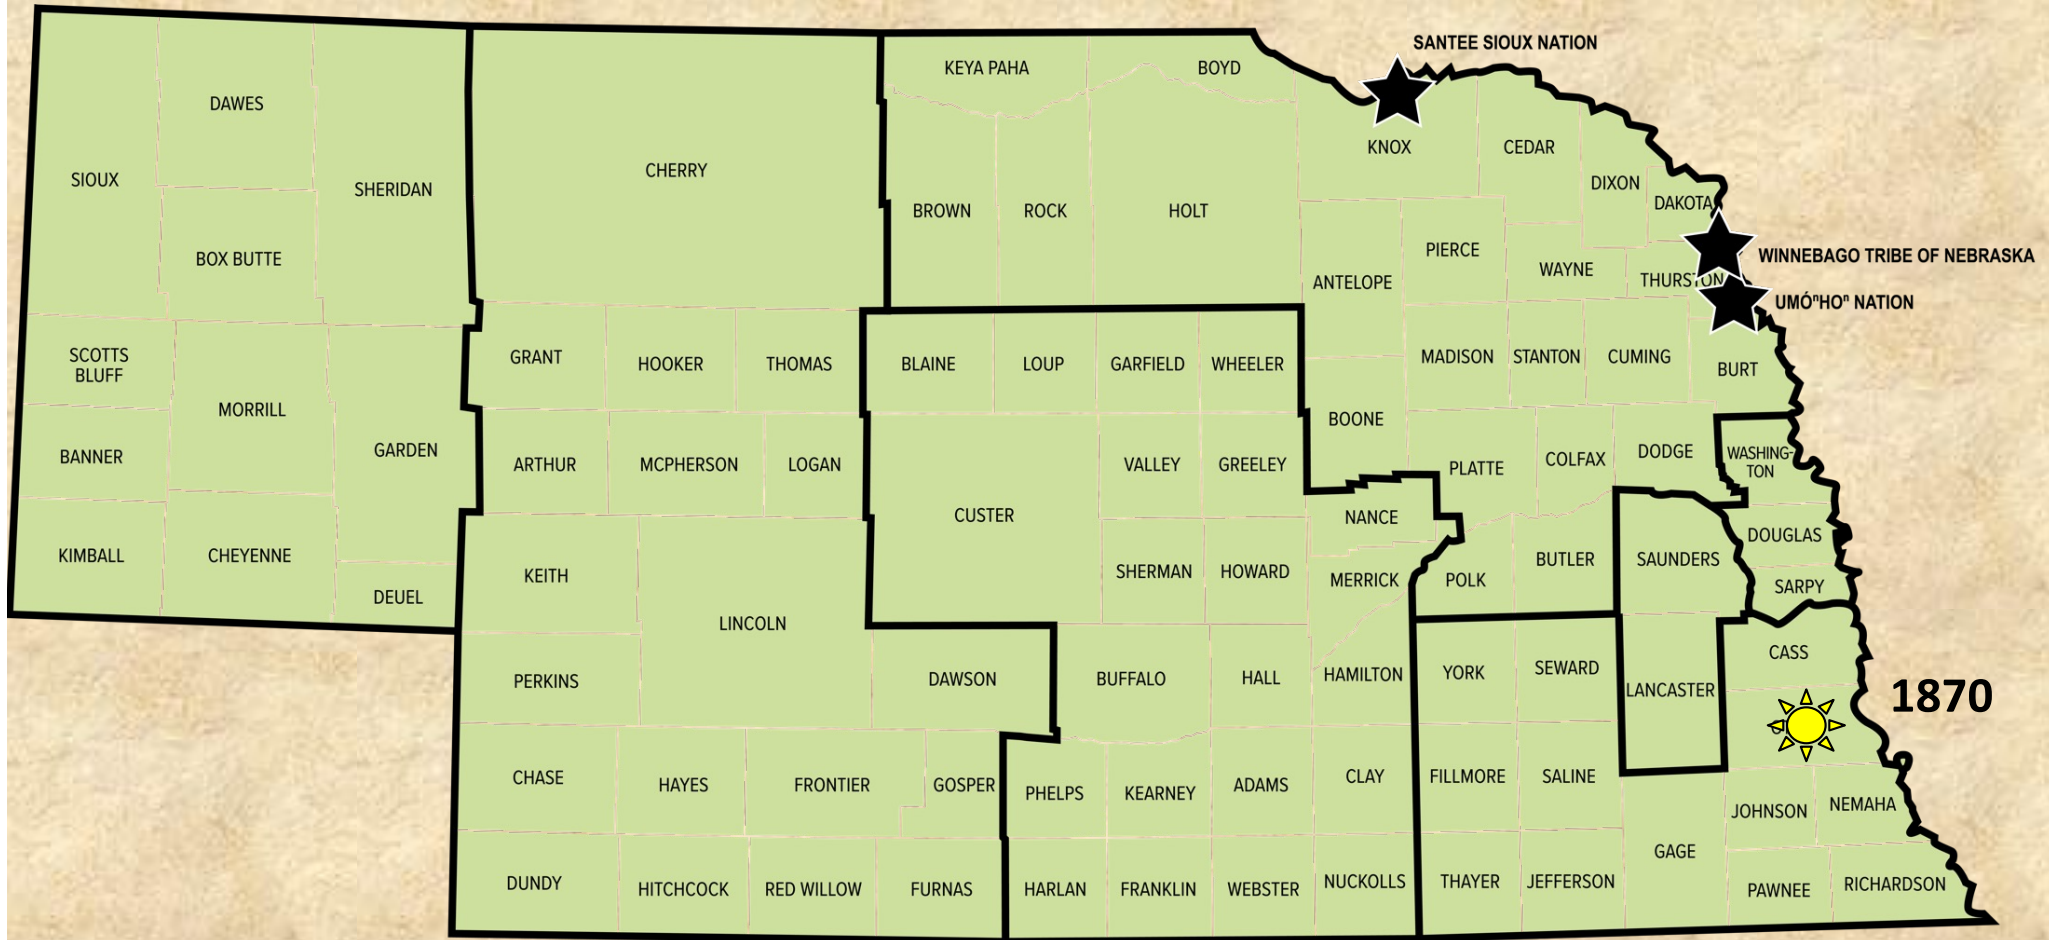 SANTEE SIOUX NATION
KEYA PAHA
BOYD
DAWES
KNOX
CEDAR
SIOUX
SHERIDAN
CHERRY
DIXON
DAKOTA
BROWN
ROCK
HOLT
BOX BUTTE
ANTELOPE
PIERCE
WAYNE
THURSTON
WINNEBAGO TRIBE OF NEBRASKA
UMÓⁿHOⁿ NATION
SCOTTS
BLUFF
MORRILL
GRANT
HOOKER
THOMAS
BLAINE
LOUP
GARFIELD
WHEELER
MADISON
STANTON
CUMING
BURT
BOONE
BANNER
GARDEN
ARTHUR
MCPHERSON
LOGAN
CUSTER
VALLEY
GREELEY
PLATTE
COLFAX
DODGE
WASHING-
TON
NANCE
KIMBALL
CHEYENNE
DEUEL
KEITH
LINCOLN
SHERMAN
HOWARD
MERRICK
POLK
BUTLER
SAUNDERS
DOUGLAS
SARPY
PERKINS
DAWSON
BUFFALO
HALL
HAMILTON
YORK
SEWARD
LANCASTER
CASS
1870
CHASE
HAYES
FRONTIER
GOSPER
PHELPS
KEARNEY
ADAMS
CLAY
FILLMORE
SALINE
JOHNSON
NEMAHA
DUNDY
HITCHCOCK
RED WILLOW
FURNAS
HARLAN
FRANKLIN
WEBSTER
NUCKOLLS
THAYER
JEFFERSON
GAGE
PAWNEE
RICHARDSON